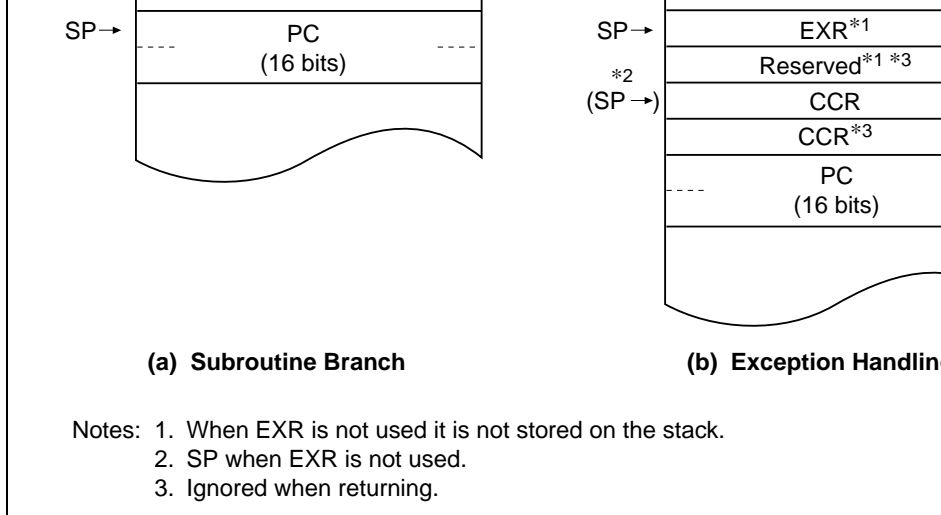 SP→
PC
(16 bits)
(a) Subroutine Branch
SP→
*2
(SP→)
EXR*1
Reserved*1 *3
CCR
CCR*3
PC
(16 bits)
(b) Exception Handlin
Notes: 1. When EXR is not used it is not stored on the stack.
2. SP when EXR is not used.
3. Ignored when returning.